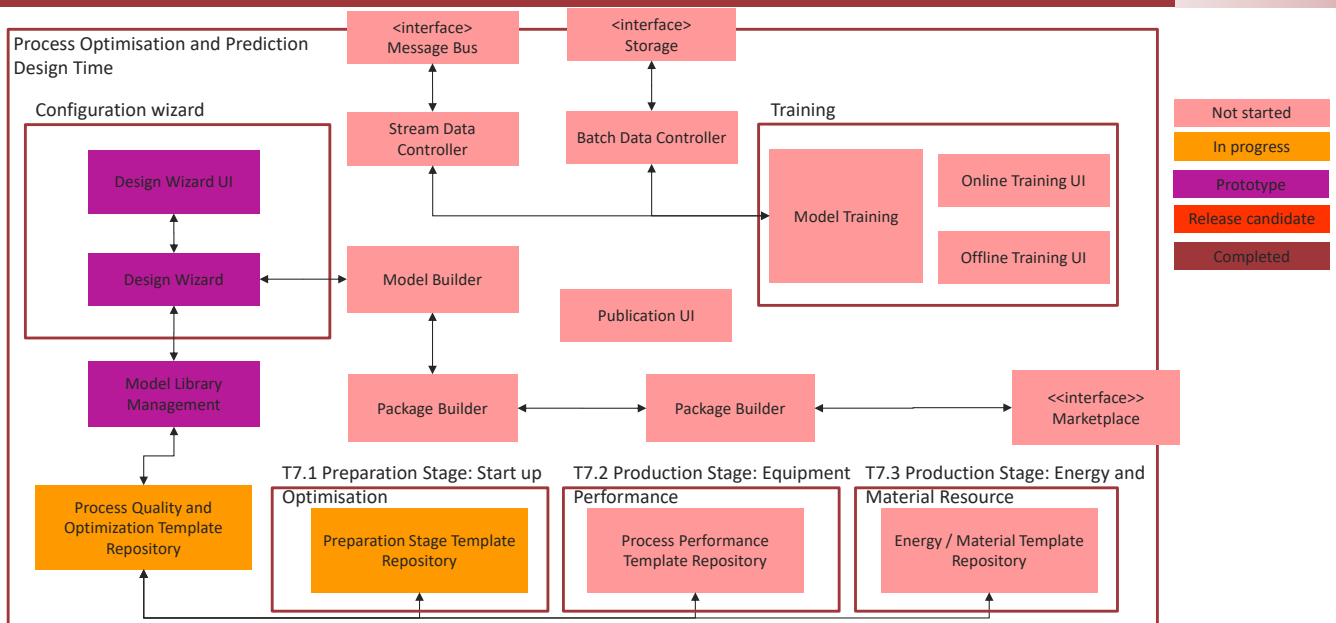 <interface>
Message Bus
<interface>
Storage
Process Optimisation and Prediction
Design Time
Configuration wizard
Training
Stream Data
Controller
Batch Data Controller
Not started
In progress
Prototype
Release candidate
Completed
Design Wizard UI
Model Training
Online Training UI
Offline Training UI
Design Wizard
Model Builder
Publication UI
Model Library
Management
Package Builder
Package Builder
<<interface>>
Marketplace
T7.1 Preparation Stage: Start up
Optimisation
T7.2 Production Stage: Equipment
Performance
T7.3 Production Stage: Energy and
Material Resource
Process Quality and
Optimization Template
Repository
Preparation Stage Template
Repository
Process Performance
Template Repository
Energy / Material Template
Repository